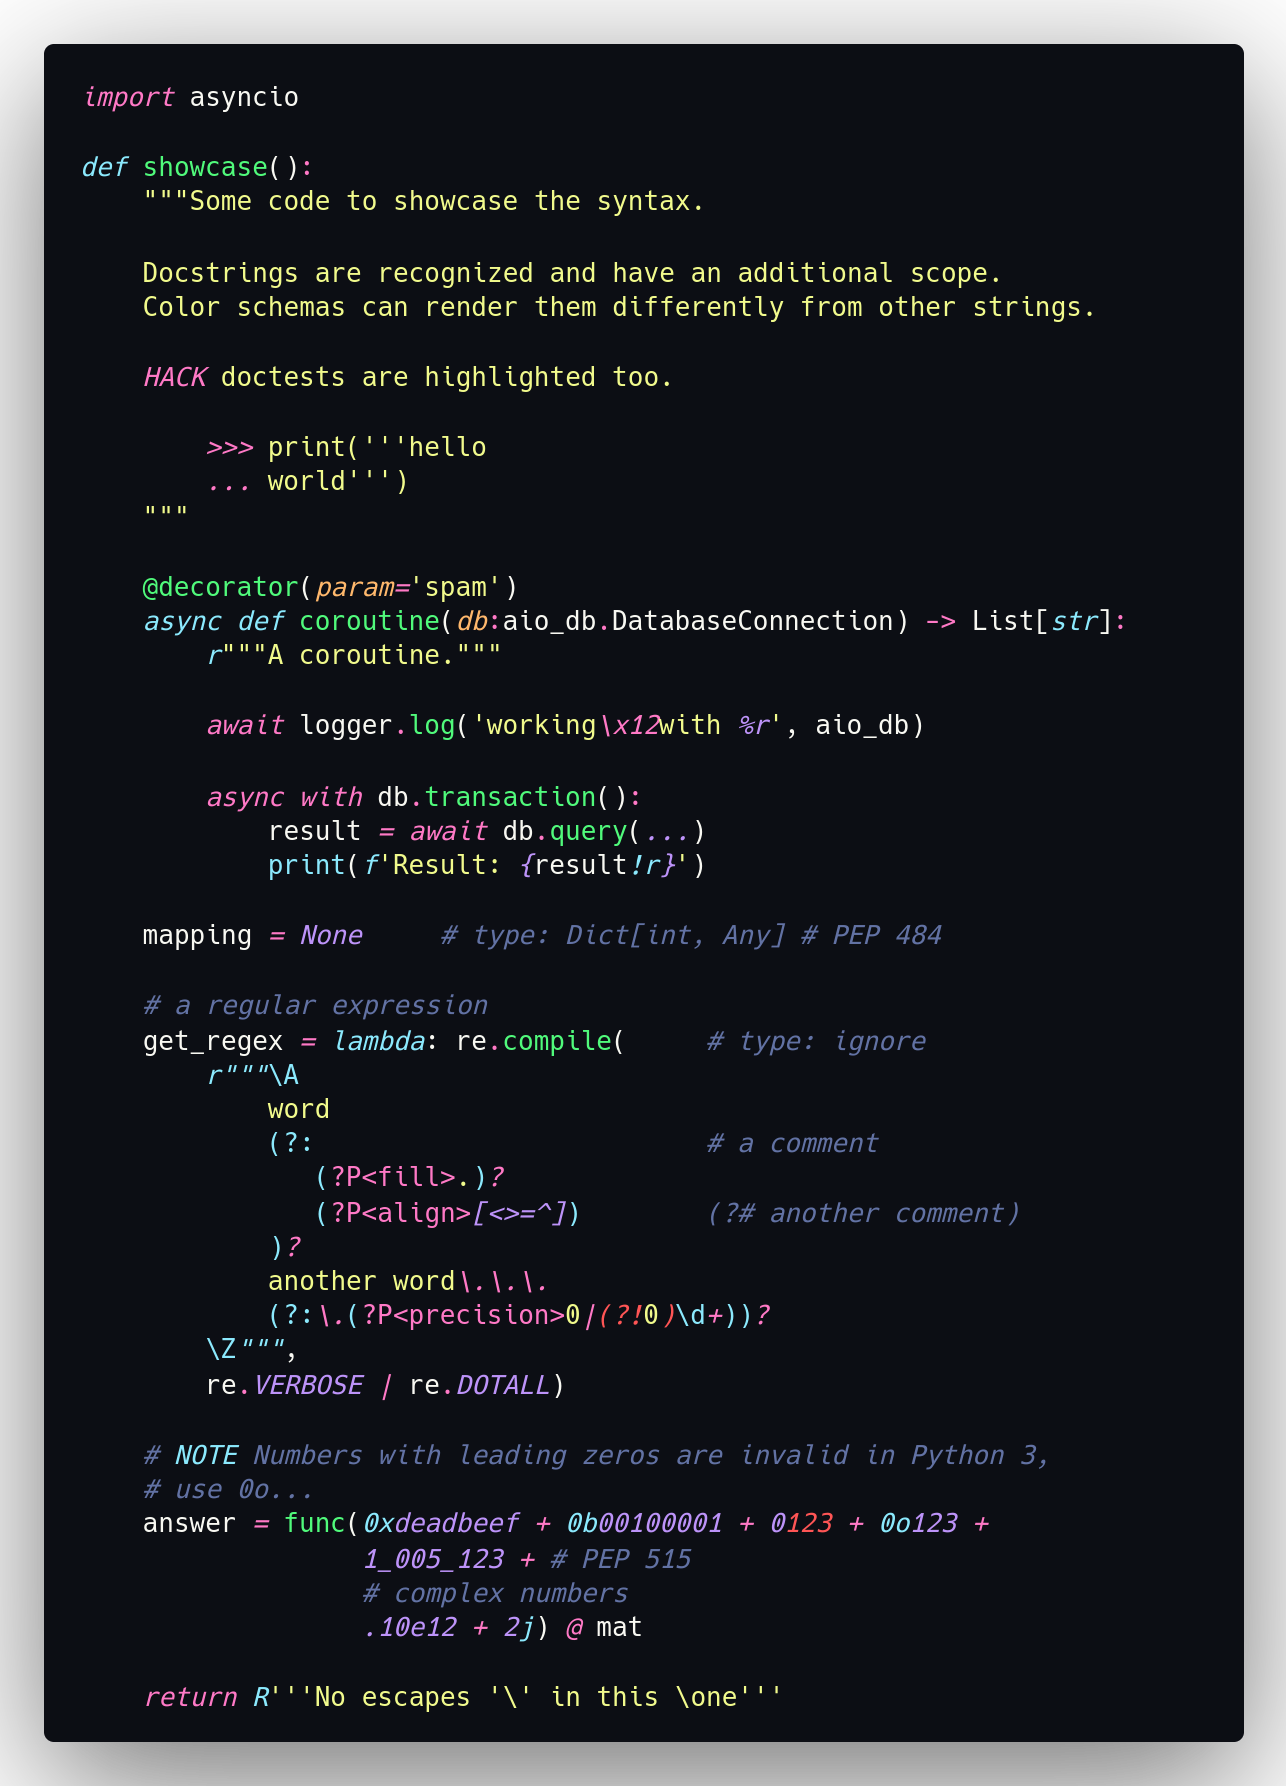 import asyncio

def showcase():
    """Some code to showcase the syntax.

    Docstrings are recognized and have an additional scope.
    Color schemas can render them differently from other strings.

    HACK doctests are highlighted too.

        >>> print('''hello
        ... world''')
    """

    @decorator(param='spam')
    async def coroutine(db:aio_db.DatabaseConnection) -> List[str]:
        r"""A coroutine."""

        await logger.log('working\x12with %r', aio_db)

        async with db.transaction():
            result = await db.query(...)
            print(f'Result: {result!r}')

    mapping = None     # type: Dict[int, Any] # PEP 484

    # a regular expression
    get_regex = lambda: re.compile(     # type: ignore
        r"""\A
            word
            (?:                         # a comment
               (?P<fill>.)?
               (?P<align>[<>=^])        (?# another comment)
            )?
            another word\.\.\.
            (?:\.(?P<precision>0|(?!0)\d+))?
        \Z""",
        re.VERBOSE | re.DOTALL)

    # NOTE Numbers with leading zeros are invalid in Python 3,
    # use 0o...
    answer = func(0xdeadbeef + 0b00100001 + 0123 + 0o123 +
                  1_005_123 + # PEP 515
                  # complex numbers
                  .10e12 + 2j) @ mat

    return R'''No escapes '\' in this \one'''